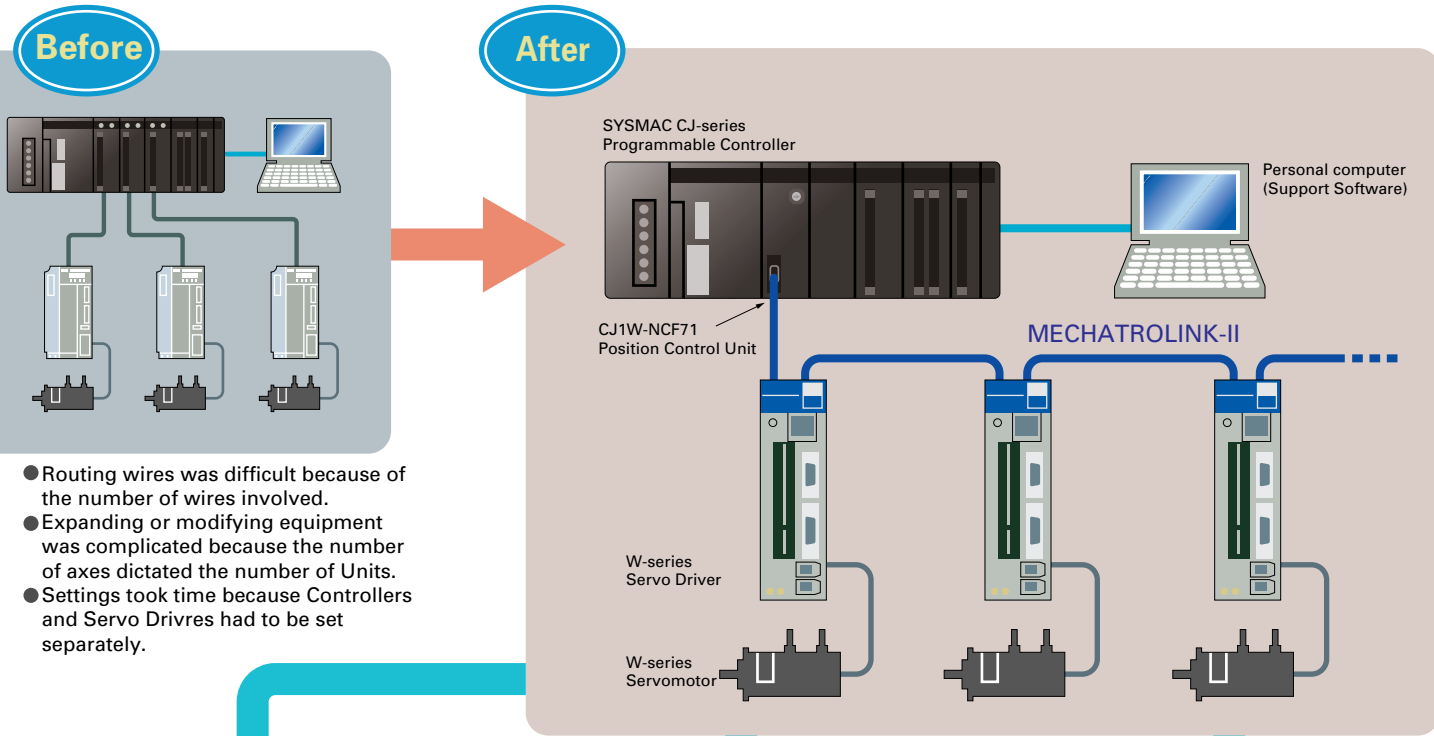 Before
After
SYSMAC CJ-series
Programmable Controller
Personal computer
(Support Software)
CJ1W-NCF71
Position Control Unit
MECHATROLINK-II
W-series
Servo Driver
W-series
Servomotor
●Routing wires was difficult because of
the number of wires involved.
●Expanding or modifying equipment
was complicated because the number
of axes dictated the number of Units.
●Settings took time because Controllers
and Servo Drivres had to be set
separately.